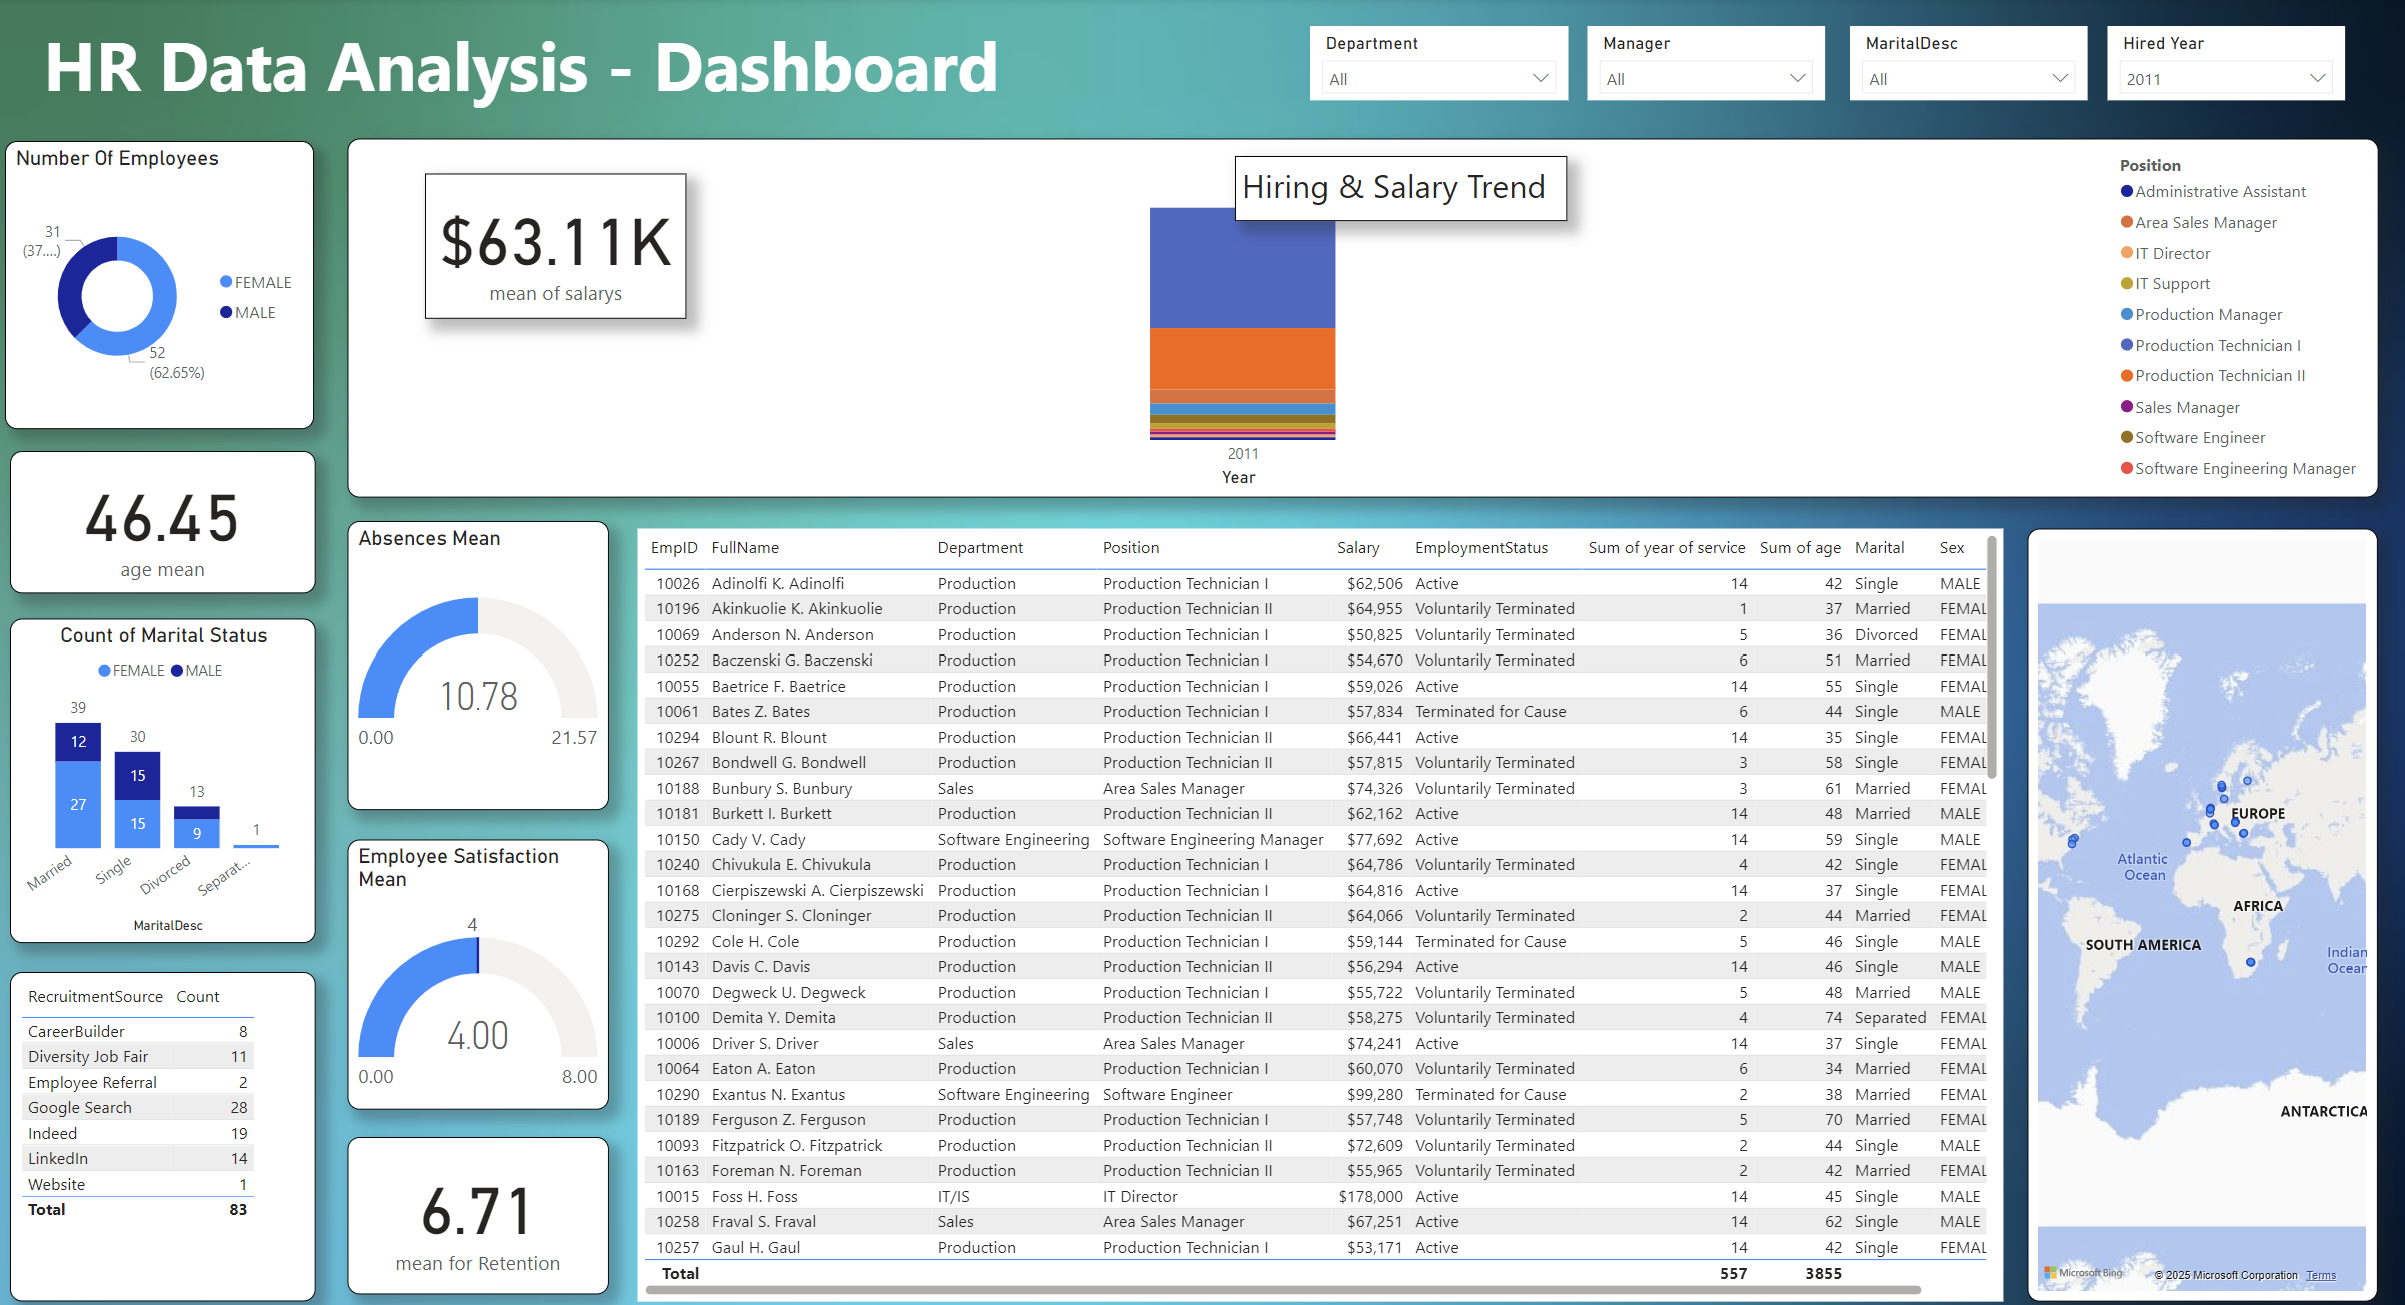 HR Data Analysis - Dashboard
Department
All
Manager
All
MaritalDesc
All
Hired Year
2011
Number Of Employees
31
(37....)
52
(62.65%)
FEMALE
MALE
$63.11K
mean of salarys
Hiring & Salary Trend
2011
Year
Position
Administrative Assistant
Area Sales Manager
IT Director
IT Support
Production Manager
Production Technician I
Production Technician II
Sales Manager
Software Engineer
Software Engineering Manager
46.45
age mean
Count of Marital Status
FEMALE MALE
39
12
27
30
15
15
13
9
1
Married
Single
Divorced
Separat...
MaritalDesc
RecruitmentSource Count
CareerBuilder 8
Diversity Job Fair 11
Employee Referral 2
Google Search 28
Indeed 19
LinkedIn 14
Website 1
Total 83
Absences Mean
10.78
0.00 21.57
Employee Satisfaction
Mean
4
4.00
0.00 8.00
6.71
mean for Retention
EmpID FullName Department Position Salary EmploymentStatus Sum of year of service Sum of age Marital Sex
10026 Adinolfi K. Adinolfi Production Production Technician I $62,506 Active 14 42 Single MALE
10196 Akinkuolie K. Akinkuolie Production Production Technician II $64,955 Voluntarily Terminated 1 37 Married FEMAL
10069 Anderson N. Anderson Production Production Technician I $50,825 Voluntarily Terminated 5 36 Divorced FEMAL
10252 Baczenski G. Baczenski Production Production Technician I $54,670 Voluntarily Terminated 6 51 Married FEMAL
10055 Baetrice F. Baetrice Production Production Technician I $59,026 Active 14 55 Single FEMAL
10061 Bates Z. Bates Production Production Technician I $57,834 Terminated for Cause 6 44 Single MALE
10294 Blount R. Blount Production Production Technician II $66,441 Active 14 35 Single FEMAL
10267 Bondwell G. Bondwell Production Production Technician II $57,815 Voluntarily Terminated 3 58 Single FEMAL
10188 Bunbury S. Bunbury Sales Area Sales Manager $74,326 Voluntarily Terminated 3 61 Married FEMAL
10181 Burkett I. Burkett Production Production Technician II $62,162 Active 14 48 Married MALE
10150 Cady V. Cady Software Engineering Software Engineering Manager $77,692 Active 14 59 Single MALE
10240 Chivukula E. Chivukula Production Production Technician II $64,786 Voluntarily Terminated 4 42 Single FEMAL
10168 Cierpiszewski A. Cierpiszewski Production Production Technician I $64,816 Active 14 37 Single FEMAL
10275 Cloninger S. Cloninger Production Production Technician II $64,066 Voluntarily Terminated 2 44 Married FEMAL
10292 Cole H. Cole Production Production Technician I $59,144 Terminated for Cause 5 46 Single MALE
10143 Davis C. Davis Production Production Technician II $56,294 Active 14 46 Single MALE
10070 Degweck U. Degweck Production Production Technician I $55,722 Voluntarily Terminated 5 48 Married MALE
10100 Demita Y. Demita Production Production Technician II $58,275 Voluntarily Terminated 4 74 Separated FEMAL
10006 Driver S. Driver Sales Area Sales Manager $74,241 Active 14 37 Single FEMAL
10064 Eaton A. Eaton Production Production Technician I $60,070 Voluntarily Terminated 6 34 Married FEMAL
10290 Exantus N. Exantus Software Engineering Software Engineer $99,280 Terminated for Cause 2 38 Married FEMAL
10189 Ferguson Z. Ferguson Production Production Technician I $57,748 Voluntarily Terminated 5 70 Married FEMAL
10093 Fitzpatrick O. Fitzpatrick Production Production Technician II $72,609 Voluntarily Terminated 2 44 Single MALE
10163 Foreman N. Foreman Production Production Technician II $55,965 Voluntarily Terminated 2 42 Married FEMAL
10015 Foss H. Foss IT/IS IT Director $178,000 Active 14 45 Single MALE
10258 Fraval S. Fraval Sales Area Sales Manager $67,251 Active 14 62 Single MALE
10257 Gaul H. Gaul Production Production Technician I $53,171 Active 14 42 Single FEMAL
Total 557 3855
EUROPE
Atlantic
Ocean
AFRICA
SOUTH AMERICA
Indian
Ocean
ANTARCTICA
Microsoft Bing
© 2025 Microsoft Corporation Terms